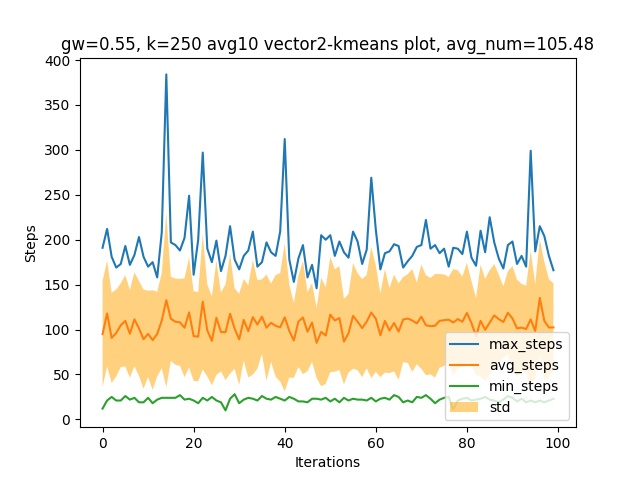 gw=0.55, k=250 avg10 vector2-kmeans plot, avg_num=105.48
400
350
300
250
200
150
100
50
0
Steps
0 20 40 60 80 100
Iterations
max_steps
avg_steps
min_steps
std